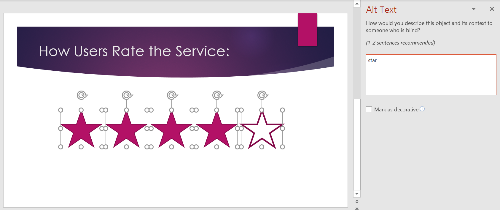 How Users Rate the Service:
Alt Text
How would you describe this object and its context to
someone who is blind?
(1-2 sentences recommended)
star
Mark as decorative